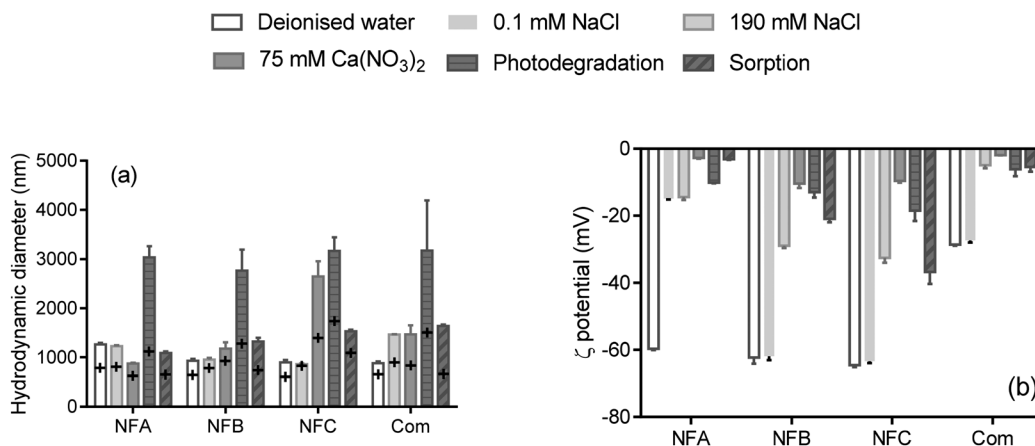 Deionised water 0.1 mM NaCl 190 mM NaCl
75 mM Ca(NO₃)₂ Photodegradation Sorption
(a)
Hydrodynamic diameter (nm)
5000
4000
3000
2000
1000
0
NFA NFB NFC Com
ζ potential (mV)
0
-20
-40
-60
-80
(b)
NFA NFB NFC Com